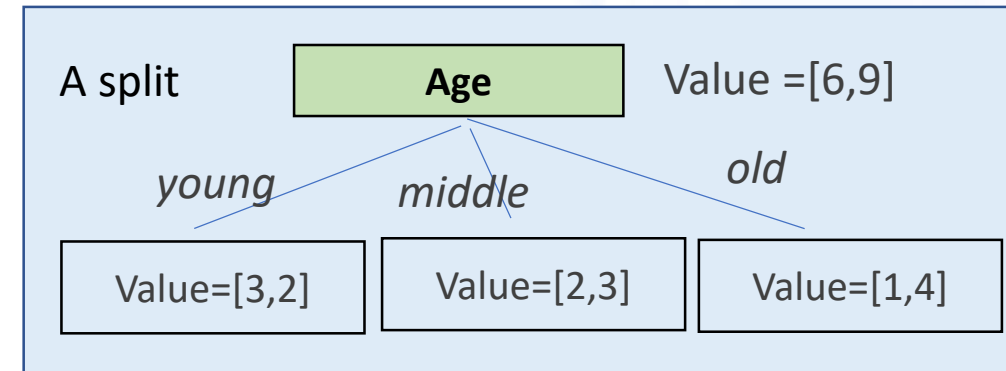 A split
Age
Value =[6,9]
young
middle
old
Value=[3,2]
Value=[2,3]
Value=[1,4]